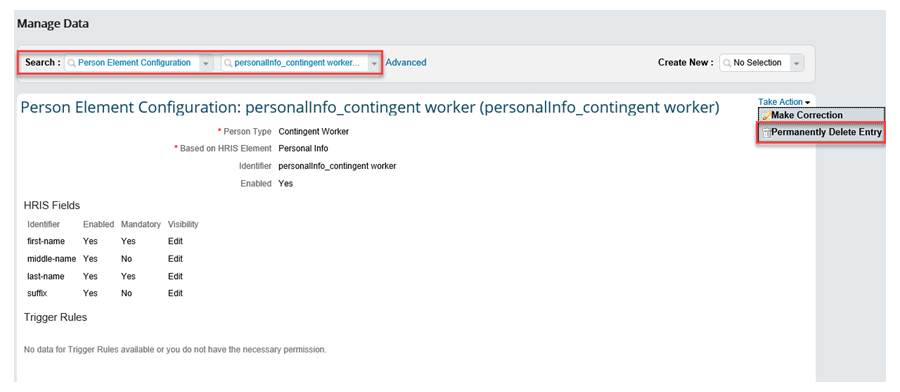 Manage Data
Search : Person Element Configuration personalInfo_contingent worker... Advanced Create New : No Selection
Person Element Configuration: personalInfo_contingent worker (personalInfo_contingent worker) Take Action
Make Correction
Permanently Delete Entry
* Person Type Contingent Worker
* Based on HRIS Element Personal Info
Identifier personalInfo_contingent worker
Enabled Yes
HRIS Fields
Identifier Enabled Mandatory Visibility
first-name Yes Yes Edit
middle-name Yes No Edit
last-name Yes Yes Edit
suffix Yes No Edit
Trigger Rules
No data for Trigger Rules available or you do not have the necessary permission.